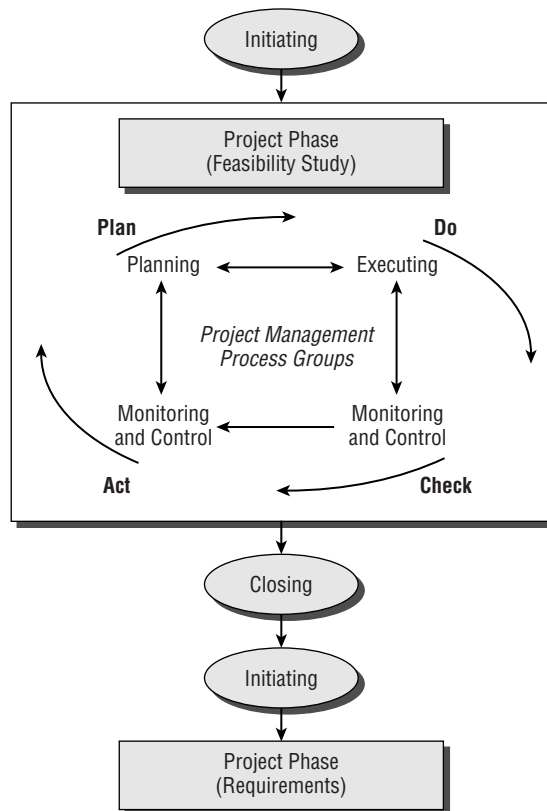 Initiating
Project Phase
(Feasibility Study)
Plan
Do
Planning
Executing
Project Management
Process Groups
Monitoring
and Control
Monitoring
and Control
Act
Check
Closing
Initiating
Project Phase
(Requirements)